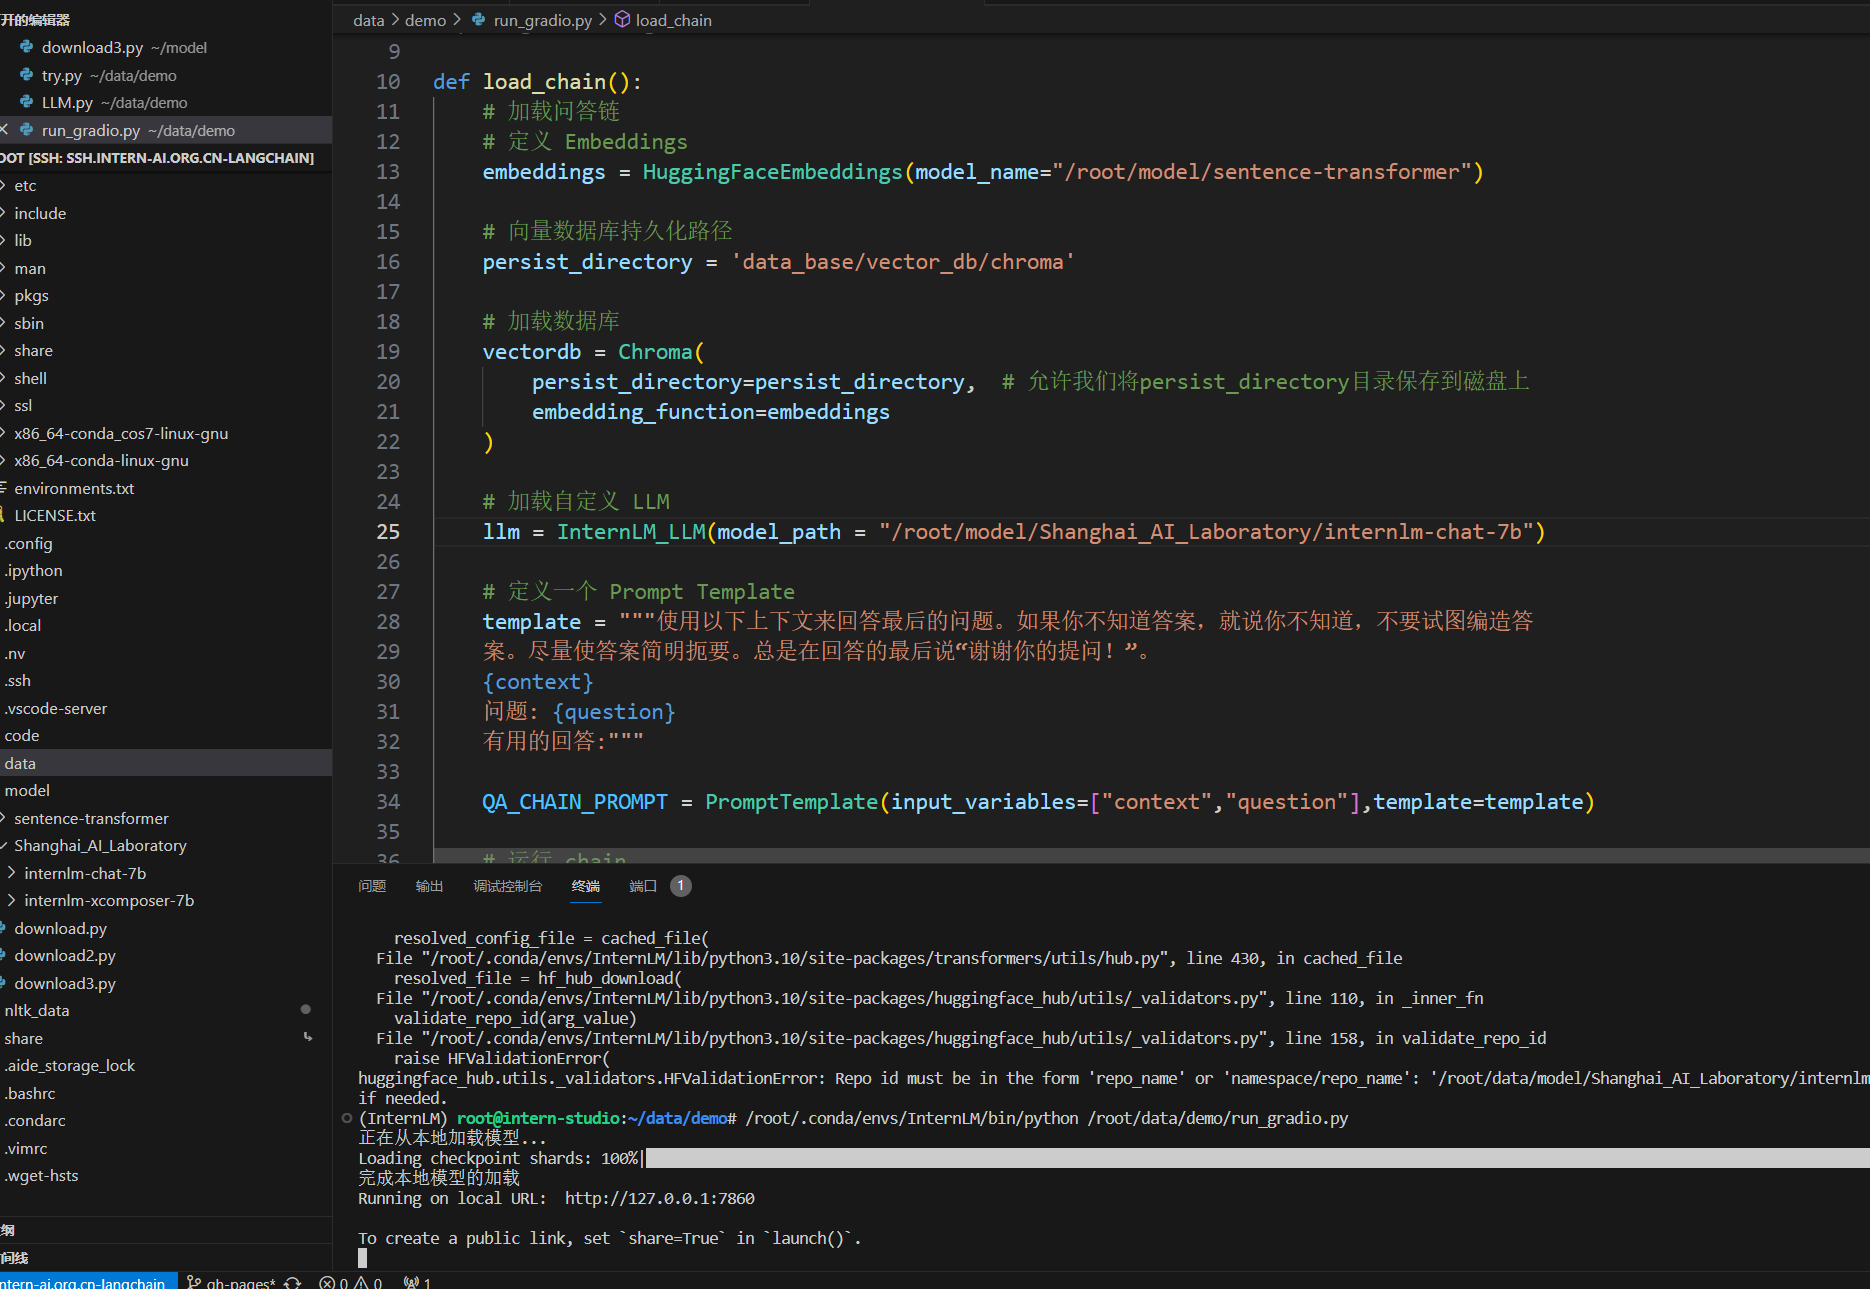 开的编辑器
download3.py ~/model
try.py ~/data/demo
LLM.py ~/data/demo
run_gradio.py ~/data/demo
OOT [SSH: SSH.INTERN-AI.ORG.CN-LANGCHAIN]
etc
include
lib
man
pkgs
sbin
share
shell
ssl
x86_64-conda_cos7-linux-gnu
x86_64-conda-linux-gnu
environments.txt
LICENSE.txt
.config
.ipython
.jupyter
.local
.nv
.ssh
.vscode-server
code
data
model
sentence-transformer
Shanghai_AI_Laboratory
internlm-chat-7b
internlm-xcomposer-7b
download.py
download2.py
download3.py
nltk_data
share
.aide_storage_lock
.bashrc
.condarc
.vimrc
.wget-hsts
纲
间线
data > demo > run_gradio.py > load_chain
9
10 def load_chain():
11 # 加载问答链
12 # 定义 Embeddings
13 embeddings = HuggingFaceEmbeddings(model_name="/root/model/sentence-transformer")
14
15 # 向量数据库持久化路径
16 persist_directory = 'data_base/vector_db/chroma'
17
18 # 加载数据库
19 vectordb = Chroma(
20 persist_directory=persist_directory, # 允许我们将persist_directory目录保存到磁盘上
21 embedding_function=embeddings
22 )
23
24 # 加载自定义 LLM
25 llm = InternLM_LLM(model_path = "/root/model/Shanghai_AI_Laboratory/internlm-chat-7b")
26
27 # 定义一个 Prompt Template
28 template = """使用以下上下文来回答最后的问题。如果你不知道答案，就说你不知道，不要试图编造答
29 案。尽量使答案简明扼要。总是在回答的最后说“谢谢你的提问！”。
30 {context}
31 问题: {question}
32 有用的回答:"""
33
34 QA_CHAIN_PROMPT = PromptTemplate(input_variables=["context","question"],template=template)
35
36 # 运行 chain
问题 输出 调试控制台 终端 端口 1
resolved_config_file = cached_file(
File "/root/.conda/envs/InternLM/lib/python3.10/site-packages/transformers/utils/hub.py", line 430, in cached_file
resolved_file = hf_hub_download(
File "/root/.conda/envs/InternLM/lib/python3.10/site-packages/huggingface_hub/utils/_validators.py", line 110, in _inner_fn
validate_repo_id(arg_value)
File "/root/.conda/envs/InternLM/lib/python3.10/site-packages/huggingface_hub/utils/_validators.py", line 158, in validate_repo_id
raise HFValidationError(
huggingface_hub.utils._validators.HFValidationError: Repo id must be in the form 'repo_name' or 'namespace/repo_name': '/root/data/model/Shanghai_AI_Laboratory/internlm
if needed.
(InternLM) root@intern-studio:~/data/demo# /root/.conda/envs/InternLM/bin/python /root/data/demo/run_gradio.py
正在从本地加载模型...
Loading checkpoint shards: 100%|
完成本地模型的加载
Running on local URL: http://127.0.0.1:7860
To create a public link, set `share=True` in `launch()`.
ntern-ai.org.cn-langchain gh-pages* 0 0 1